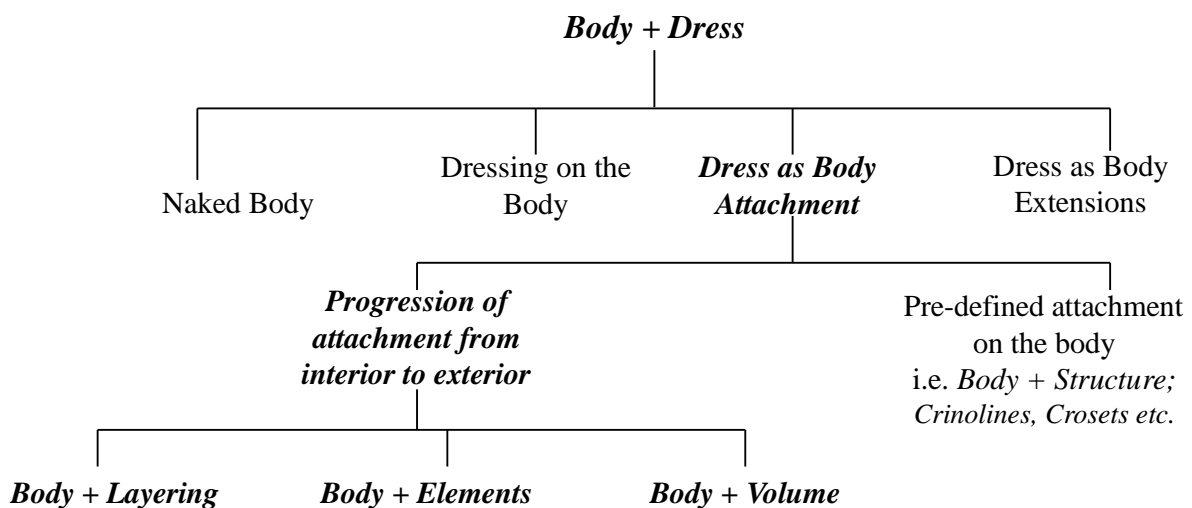 Body + Dress
Naked Body
Dressing on the
Body
Dress as Body
Attachment
Dress as Body
Extensions
Progression of
attachment from
interior to exterior
Pre-defined attachment
on the body
i.e. Body + Structure;
Crinolines, Crosets etc.
Body + Layering
Body + Elements
Body + Volume